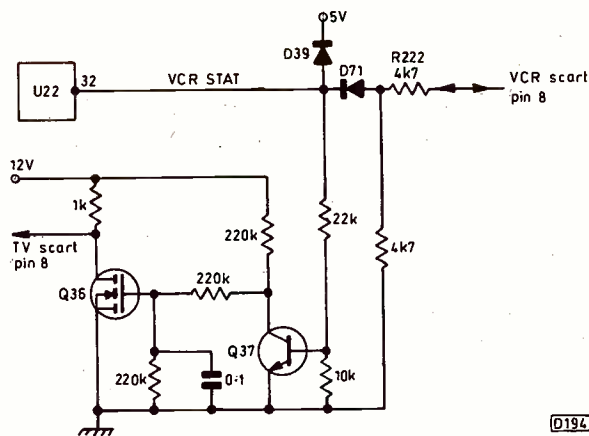 5V
D39
D71
R222
4k7
VCR scart
pin 8
U22
32
VCR STAT
12V
1k
TV scart
pin 8
220k
22k
4k7
220k
Q36
Q37
220k
0·1
10k
D194